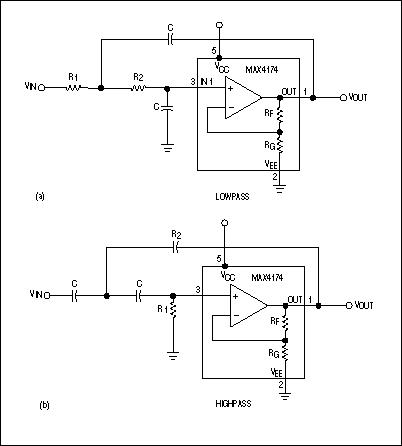 C
5
VCC
MAX4174
R1
R2
VIN
3
IN 1
OUT
1
VOUT
C
+
−
RF
RG
VEE
2
(a)
LOWPASS
R2
5
VCC
MAX4174
C
C
VIN
3
OUT
1
VOUT
R1
+
−
RF
RG
VEE
2
(b)
HIGHPASS